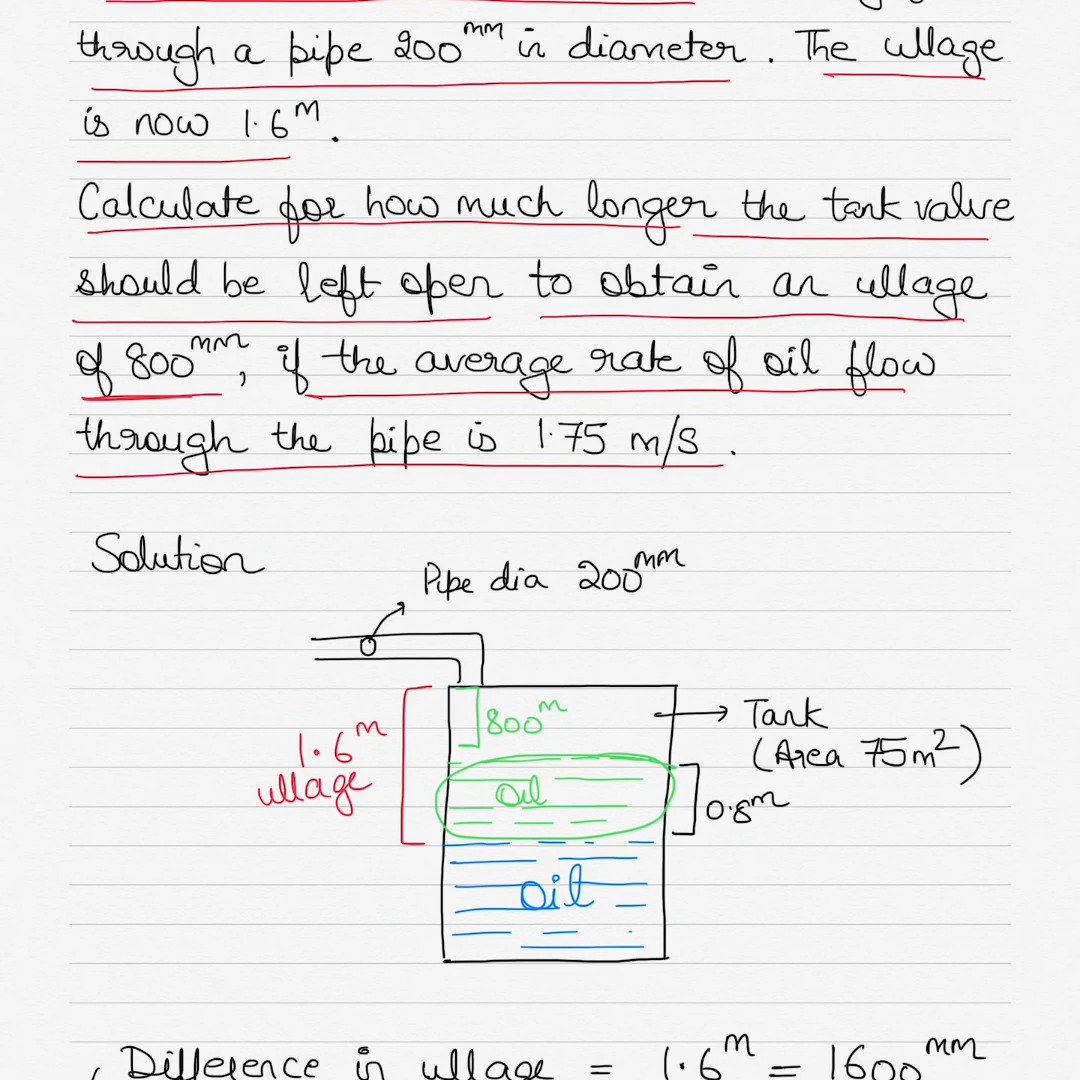 through a pipe 200mm in diameter. The ullage
is now 1.6m.
Calculate for how much longer the tank valve
should be left open to obtain an ullage
of 800mm, if the average rate of oil flow
through the pipe is 1.75 m/s.
Solution
Pipe dia 200mm
800m
Tank
(Area 75m²)
1.6m
ullage
oil
0.8m
oil
Difference in ullage = 1.6m = 1600mm